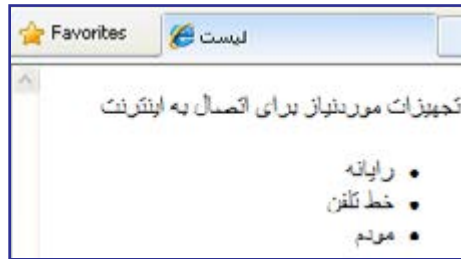 Favorites
لیست
تجهیزات موردنیاز برای اتصال به اینترنت
رایانه
خط تلفن
مودم